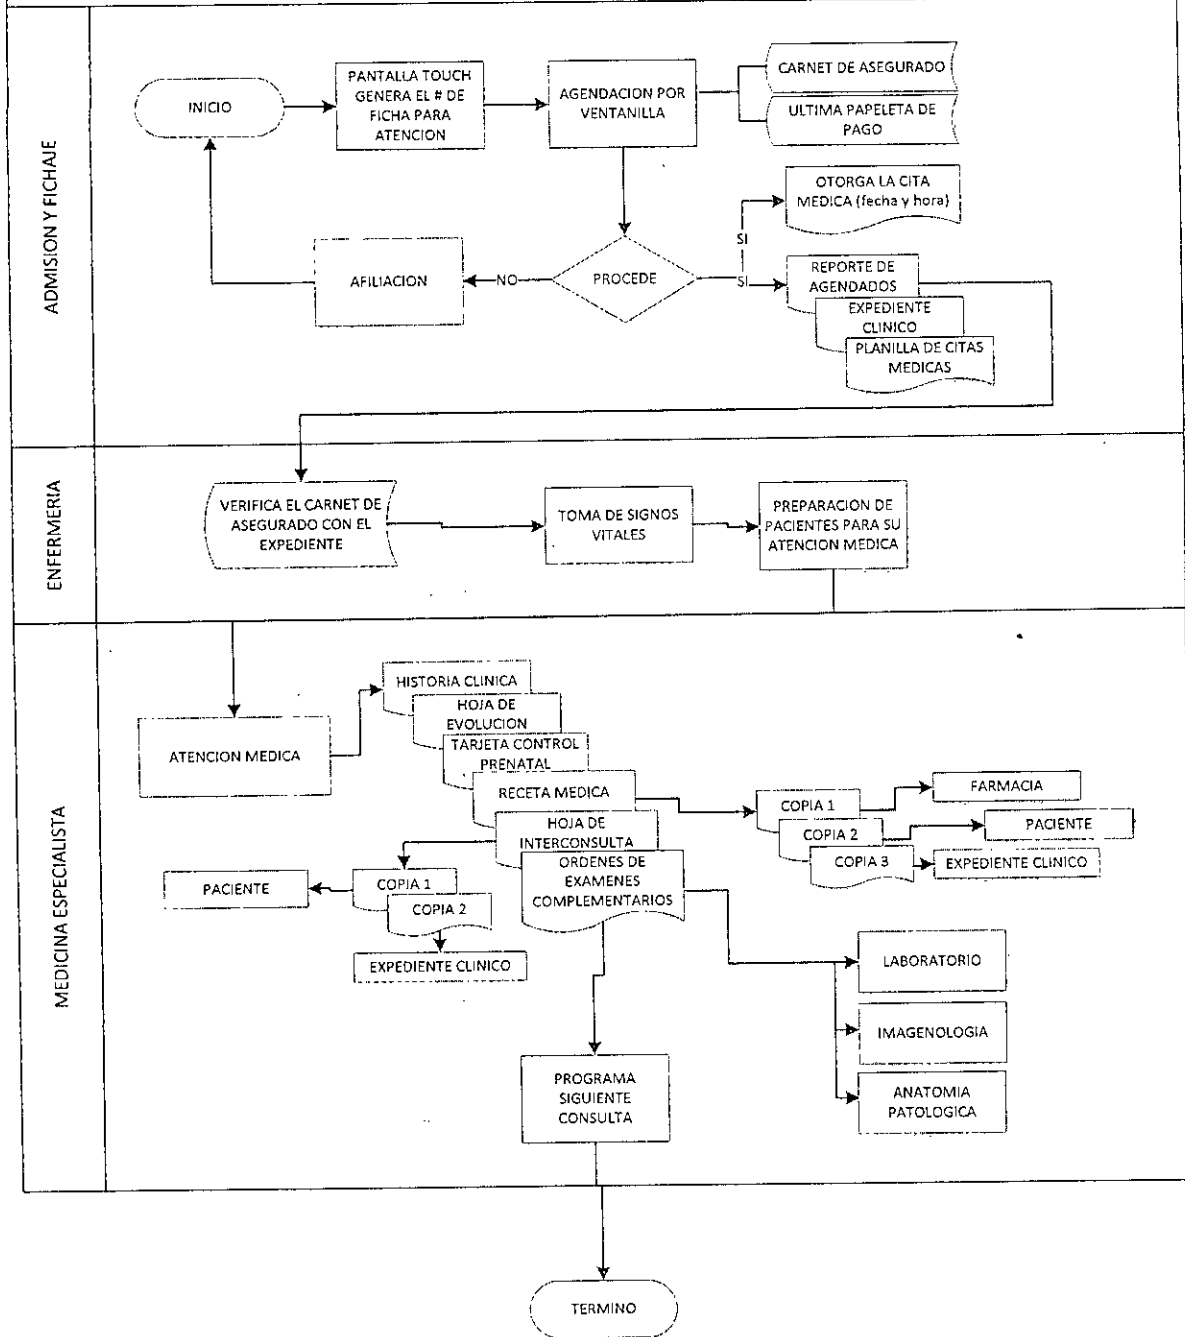 ADMISION Y FICHAJE
INICIO
PANTALLA TOUCH
GENERA EL # DE
FICHA PARA
ATENCION
AGENDACION POR
VENTANILLA
CARNET DE ASEGURADO
ULTIMA PAPELETA DE
PAGO
OTORGA LA CITA
MEDICA (fecha y hora)
SI
AFILIACION
NO
PROCEDE
SI
REPORTE DE
AGENDADOS
EXPEDIENTE
CLINICO
PLANILLA DE CITAS
MEDICAS
ENFERMERIA
VERIFICA EL CARNET DE
ASEGURADO CON EL
EXPEDIENTE
TOMA DE SIGNOS
VITALES
PREPARACION DE
PACIENTES PARA SU
ATENCION MEDICA
MEDICINA ESPECIALISTA
ATENCION MEDICA
HISTORIA CLINICA
HOJA DE
EVOLUCION
TARJETA CONTROL
PRENATAL
RECETA MEDICA
HOJA DE
INTERCONSULTA
ORDENES DE
EXAMENES
COMPLEMENTARIOS
COPIA 1
FARMACIA
COPIA 2
PACIENTE
COPIA 3
EXPEDIENTE CLINICO
PACIENTE
COPIA 1
COPIA 2
EXPEDIENTE CLINICO
LABORATORIO
IMAGENOLOGIA
ANATOMIA
PATOLOGICA
PROGRAMA
SIGUIENTE
CONSULTA
TERMINO